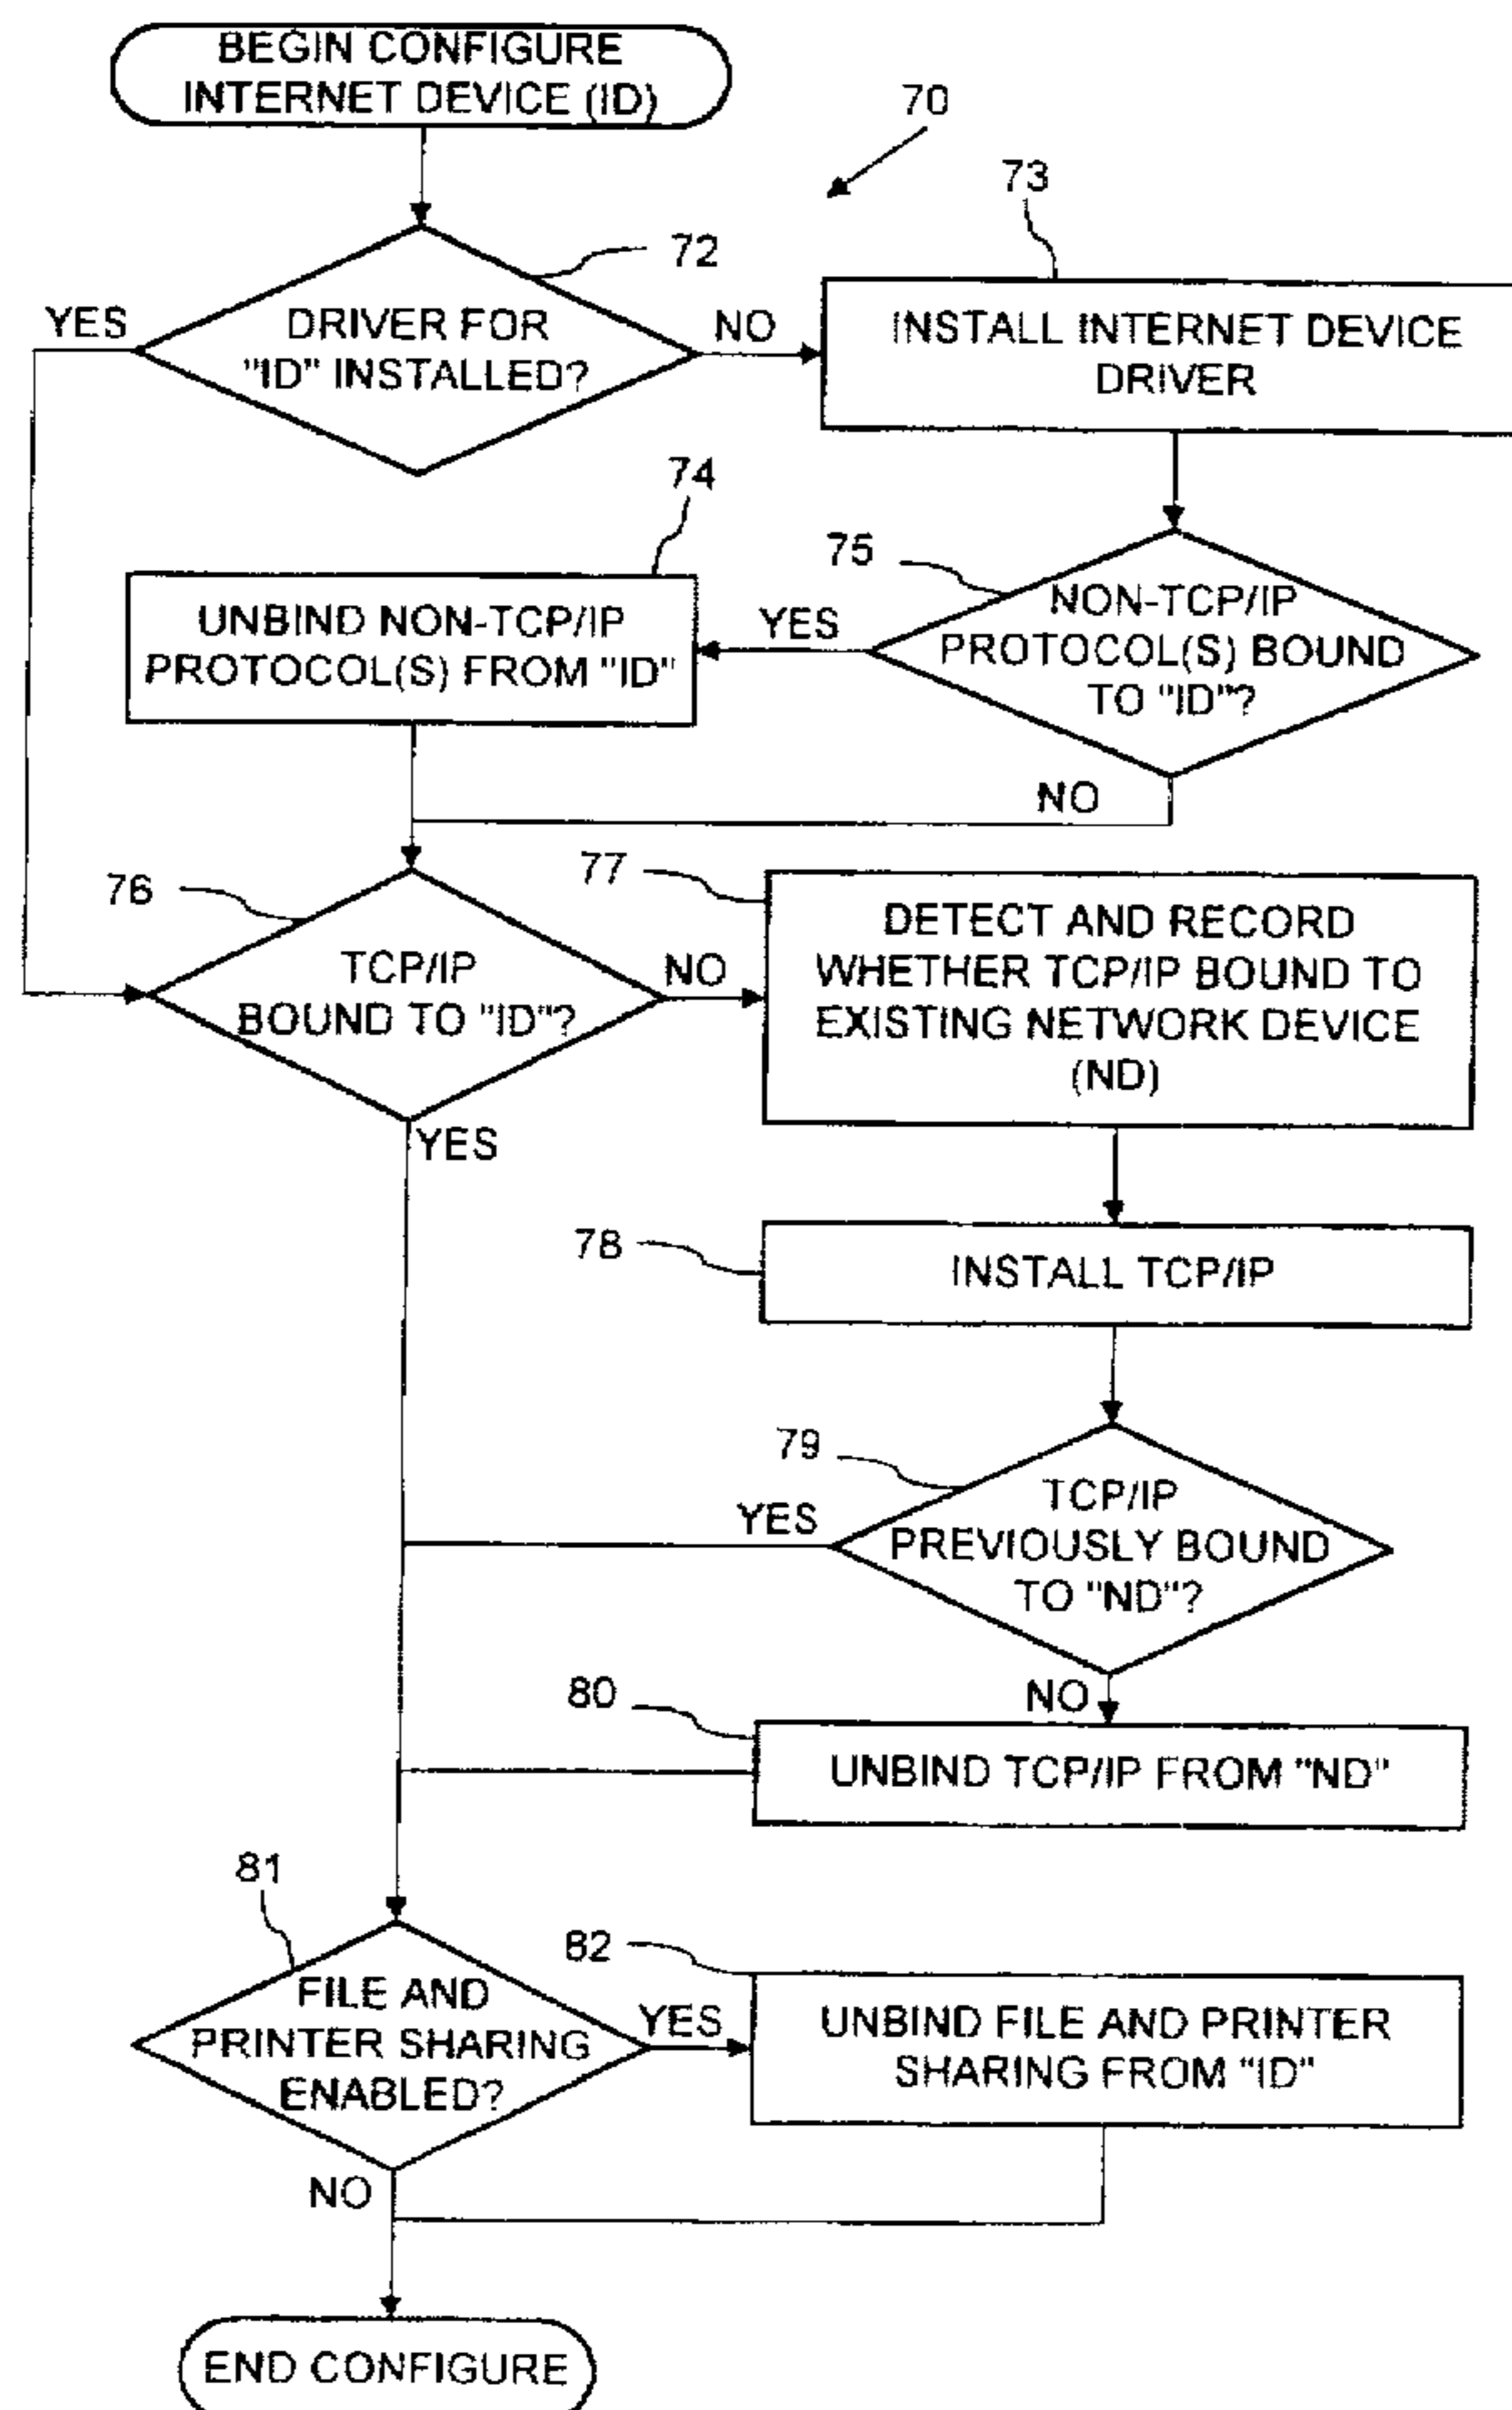 BEGIN CONFIGURE
INTERNET DEVICE (ID)
70
73
72
YES
DRIVER FOR
"ID" INSTALLED?
NO
INSTALL INTERNET DEVICE
DRIVER
74
75
UNBIND NON-TCP/IP
PROTOCOL(S) FROM "ID"
YES
NON-TCP/IP
PROTOCOL(S) BOUND
TO "ID"?
NO
76
77
TCP/IP
BOUND TO "ID"?
NO
DETECT AND RECORD
WHETHER TCP/IP BOUND TO
EXISTING NETWORK DEVICE
(ND)
YES
78
INSTALL TCP/IP
79
YES
TCP/IP
PREVIOUSLY BOUND
TO "ND"?
NO
80
UNBIND TCP/IP FROM "ND"
81
82
FILE AND
PRINTER SHARING
ENABLED?
YES
UNBIND FILE AND PRINTER
SHARING FROM "ID"
NO
END CONFIGURE